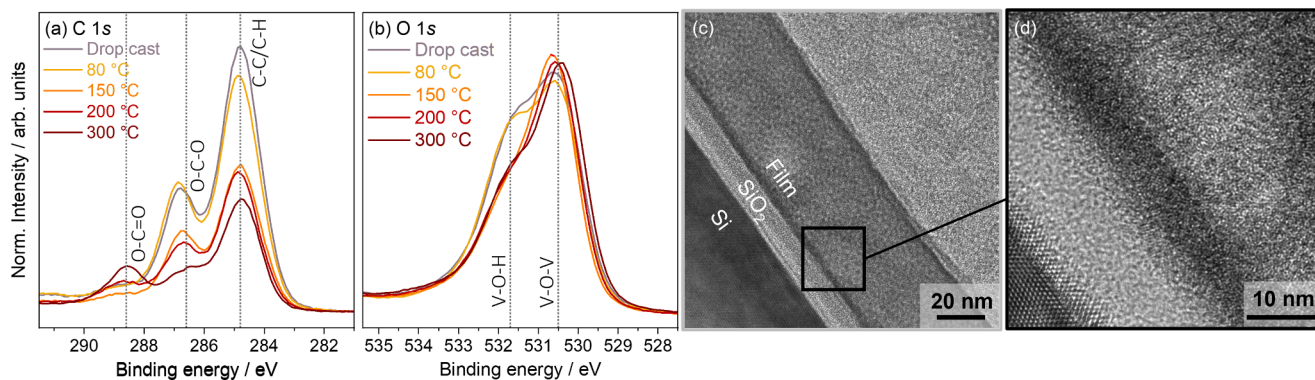 (a) C 1s
Drop cast
80 °C
150 °C
200 °C
300 °C
O-C=O
O-C-O
C-C/C-H
Norm. Intensity / arb. units
290
288
286
284
282
Binding energy / eV
(b) O 1s
Drop cast
80 °C
150 °C
200 °C
300 °C
V-O-H
V-O-V
535
534
533
532
531
530
529
528
Binding energy / eV
(c)
Film
SiO₂
Si
20 nm
(d)
10 nm